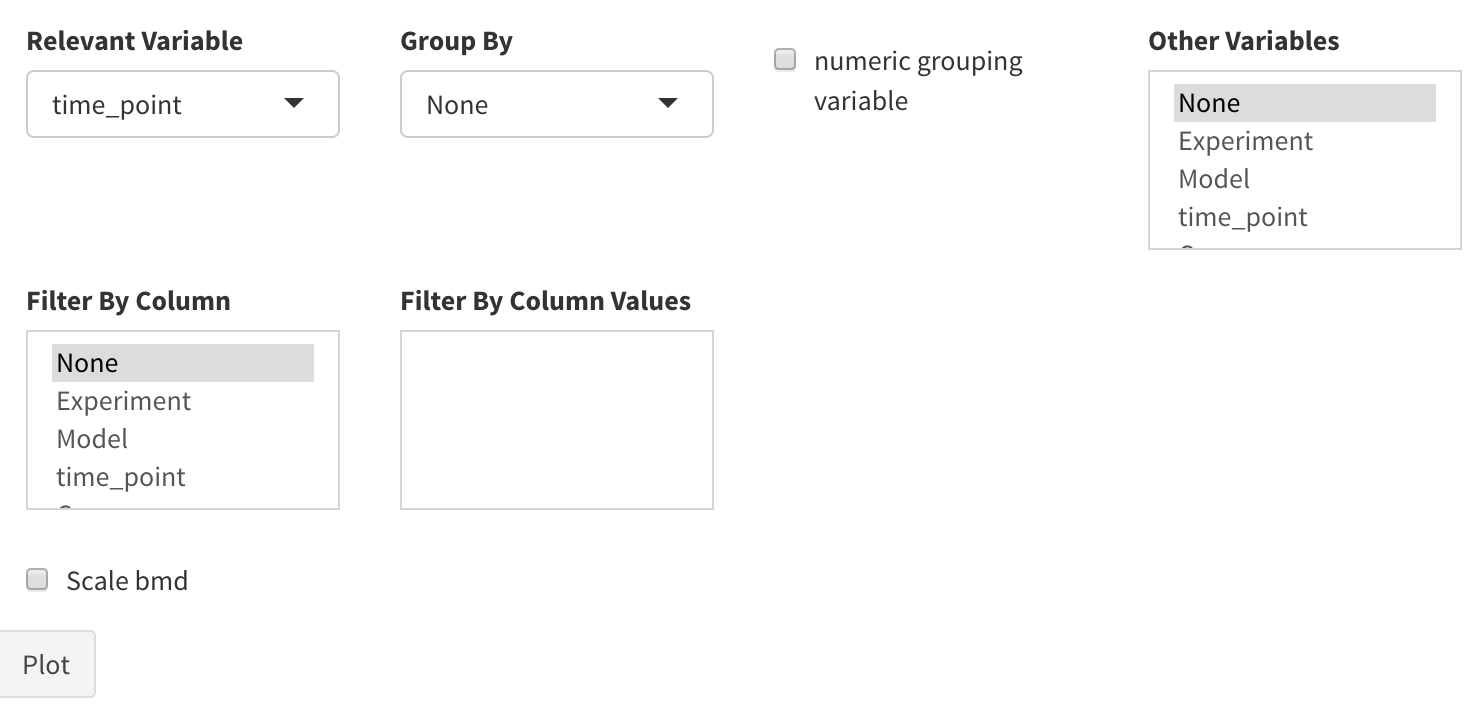 Relevant Variable
Group By
numeric grouping
variable
Other Variables
time_point
None
None
Experiment
Model
time_point
Filter By Column
Filter By Column Values
None
Experiment
Model
time_point
Scale bmd
Plot